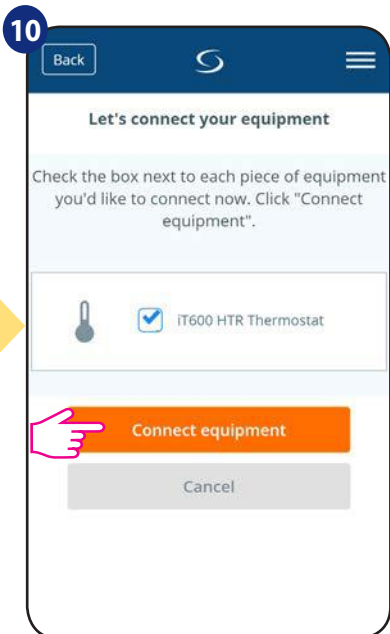 10
Back
Let's connect your equipment
Check the box next to each piece of equipment
you'd like to connect now. Click "Connect
equipment".
iT600 HTR Thermostat
Connect equipment
Cancel